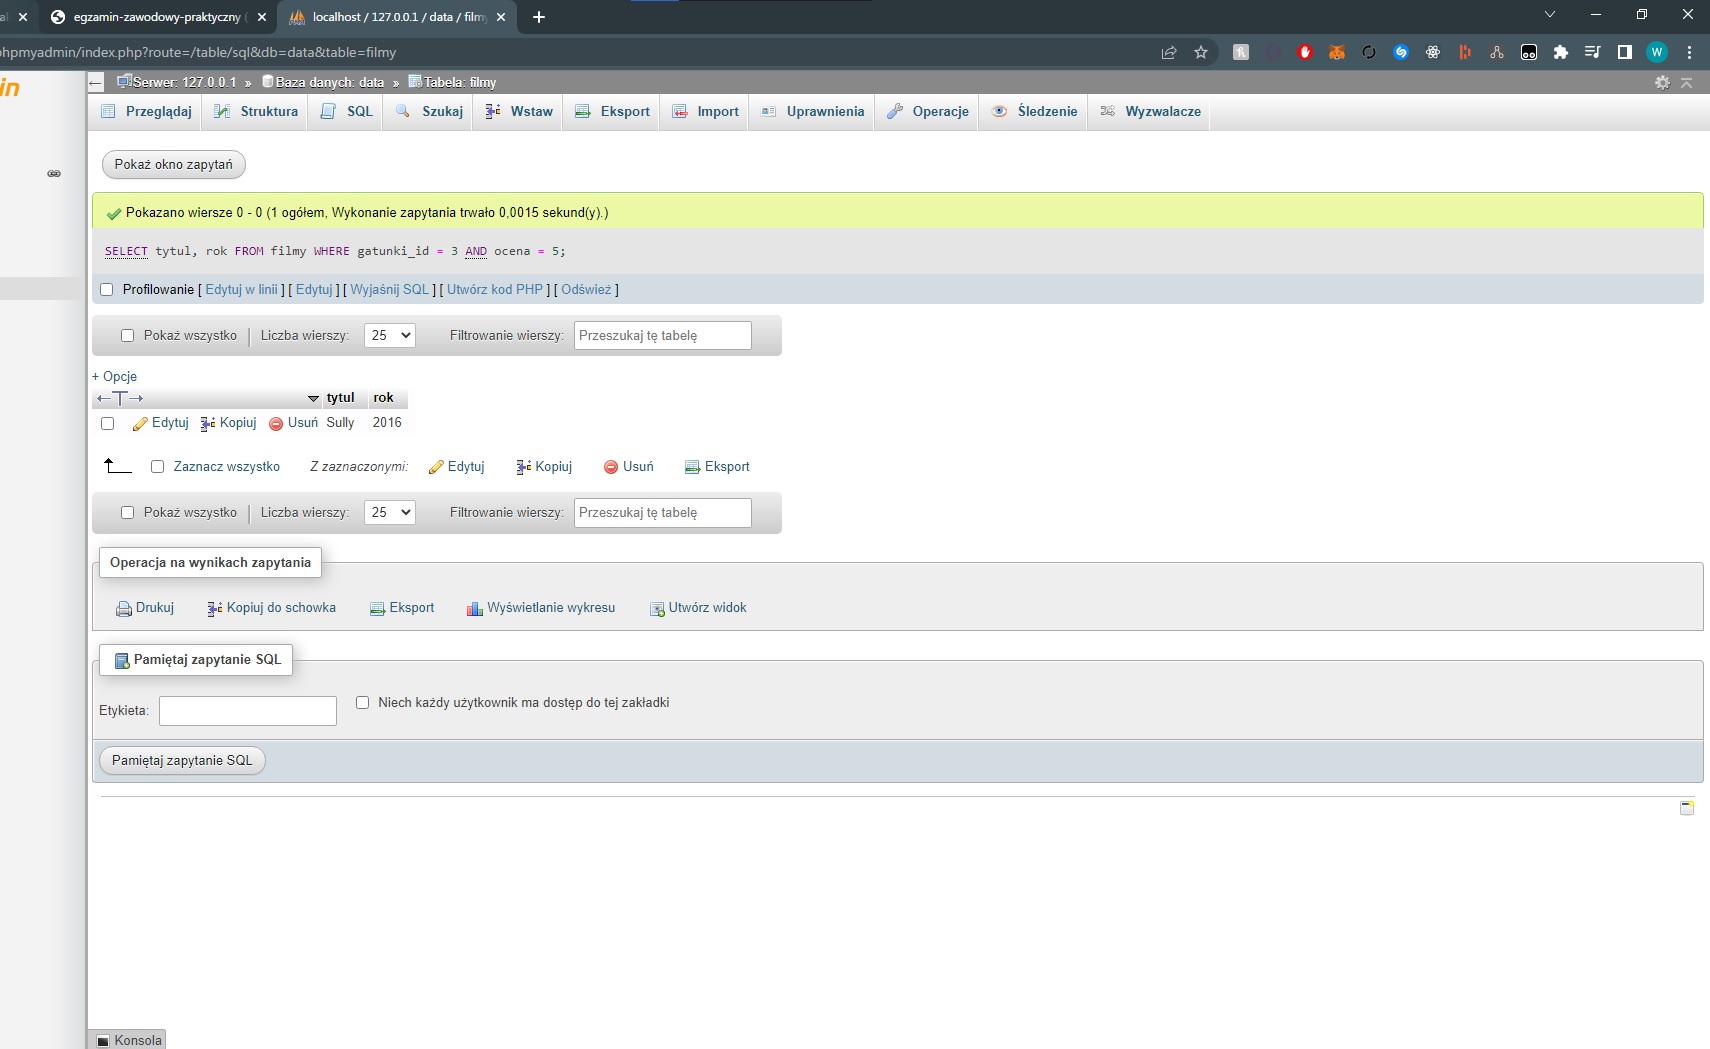 egzamin-zawodowy-praktyczny (
localhost / 127.0.0.1 / data / filmy
hpmyadmin/index.php?route=/table/sql&db=data&table=filmy
W
in
Serwer: 127.0.0.1 » Baza danych: data » Tabela: filmy
Przeglądaj Struktura SQL Szukaj Wstaw Eksport Import Uprawnienia Operacje Śledzenie Wyzwalacze
Pokaż okno zapytań
Pokazano wiersze 0 - 0 (1 ogółem, Wykonanie zapytania trwało 0,0015 sekund(y).)
SELECT tytul, rok FROM filmy WHERE gatunki_id = 3 AND ocena = 5;
Profilowanie [ Edytuj w linii ] [ Edytuj ] [ Wyjaśnij SQL ] [ Utwórz kod PHP ] [ Odśwież ]
Pokaż wszystko Liczba wierszy: 25 Filtrowanie wierszy: Przeszukaj tę tabelę
+ Opcje
←T→ tytul rok
Edytuj Kopiuj Usuń Sully 2016
Zaznacz wszystko Z zaznaczonymi: Edytuj Kopiuj Usuń Eksport
Pokaż wszystko Liczba wierszy: 25 Filtrowanie wierszy: Przeszukaj tę tabelę
Operacja na wynikach zapytania
Drukuj Kopiuj do schowka Eksport Wyświetlanie wykresu Utwórz widok
Pamiętaj zapytanie SQL
Etykieta: Niech każdy użytkownik ma dostęp do tej zakładki
Pamiętaj zapytanie SQL
Konsola